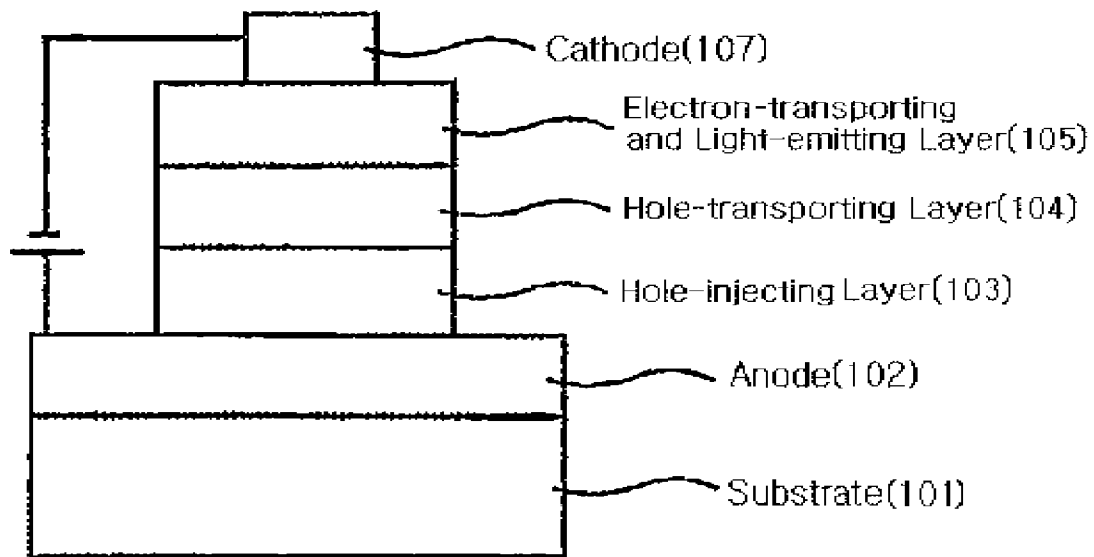 Cathode(107)
Electron-transporting
and Light-emitting Layer(105)
Hole-transporting Layer(104)
Hole-injecting Layer(103)
Anode(102)
Substrate(101)